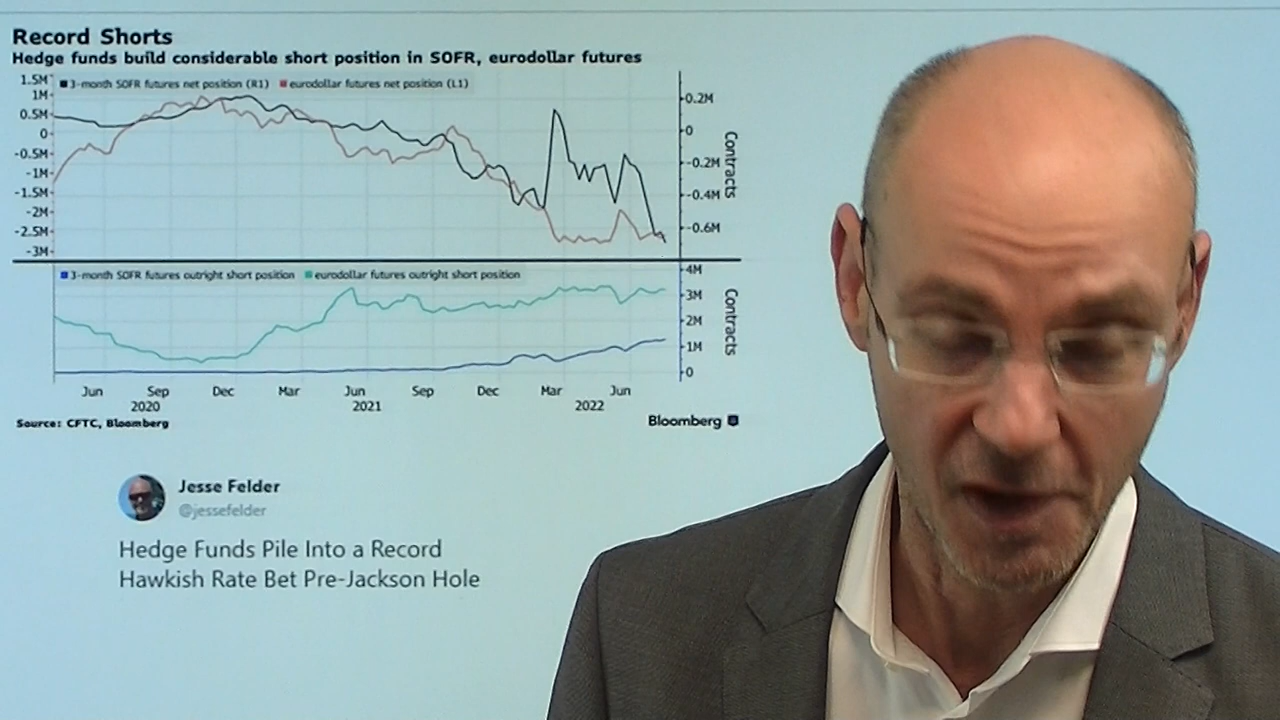 Record Shorts
Hedge funds build considerable short position in SOFR, eurodollar futures
3-month SOFR futures net position (R1) eurodollar futures net position (L1)
1.5M
1M
0.5M
0
-0.5M
-1M
-1.5M
-2M
-2.5M
-3M
0.2M
0
-0.2M
-0.4M
-0.6M
Contracts
3-month SOFR futures outright short position eurodollar futures outright short position
4M
3M
2M
1M
0
Contracts
Jun Sep Dec Mar Jun Sep Dec Mar Jun
2020 2021 2022
Source: CFTC, Bloomberg Bloomberg
Jesse Felder
@jessefelder
Hedge Funds Pile Into a Record
Hawkish Rate Bet Pre-Jackson Hole